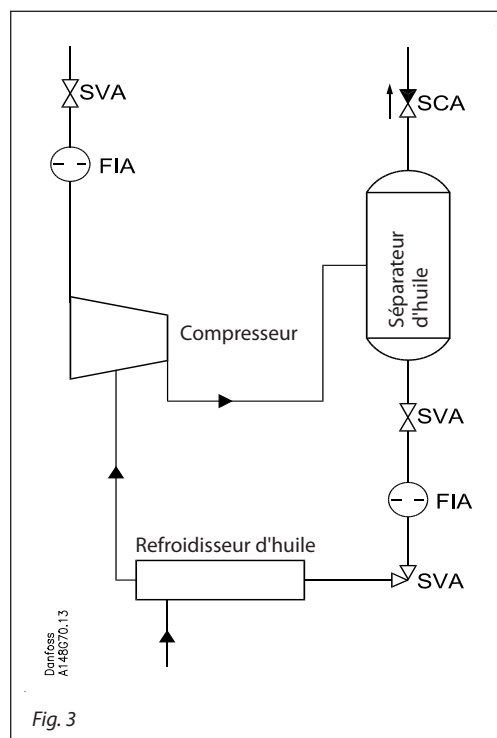 SVA
SCA
FIA
Séparateur
d'huile
Compresseur
SVA
FIA
Refroidisseur d'huile
SVA
Danfoss
A148G70.13
Fig. 3